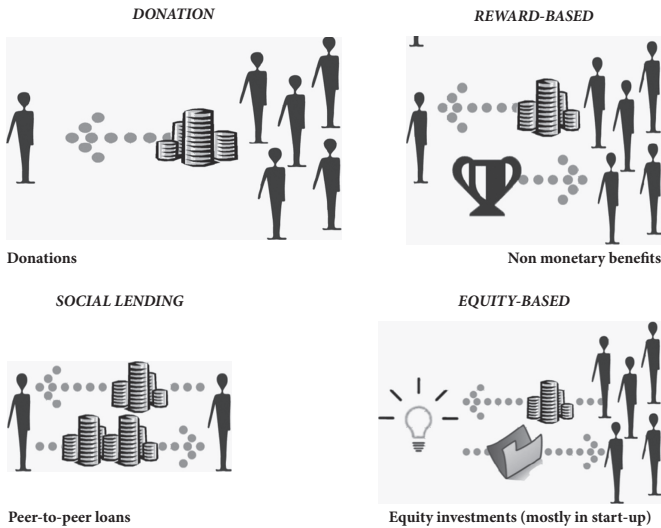 DONATION
REWARD-BASED
Donations
Non monetary benefits
SOCIAL LENDING
EQUITY-BASED
Peer-to-peer loans
Equity investments (mostly in start-up)